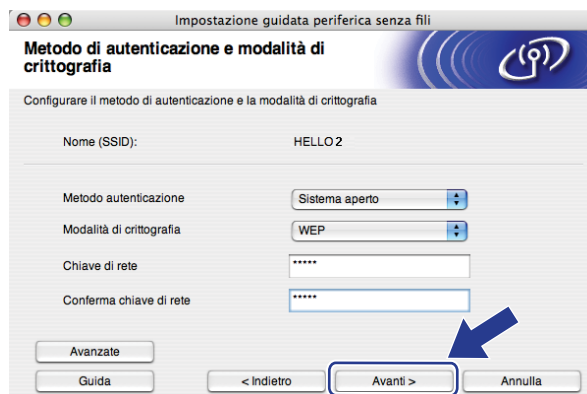 Impostazione guidata periferica senza fili
Metodo di autenticazione e modalità di
crittografia
Configurare il metodo di autenticazione e la modalità di crittografia
Nome (SSID): HELLO 2
Metodo autenticazione Sistema aperto
Modalità di crittografia WEP
Chiave di rete *****
Conferma chiave di rete *****
Avanzate
Guida < Indietro Avanti > Annulla